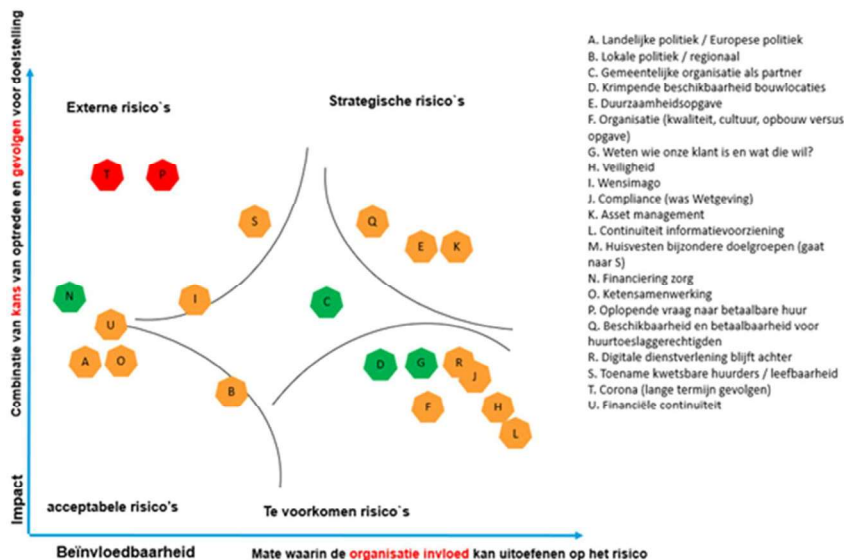 A. Landelijke politiek / Europese politiek
B. Lokale politiek / regionaal
C. Gemeentelijke organisatie als partner
D. Krimpende beschikbaarheid bouwlocaties
E. Duurzaamheidsopgave
F. Organisatie (kwaliteit, cultuur, opbouw versus
opgave)
G. Weten wie onze klant is en wat die wil?
H. Veiligheid
I. Wensimago
J. Compliance (was Wetgeving)
K. Asset management
L. Continuïteit informatievoorziening
M. Huisvesten bijzondere doelgroepen (gaat
naar S)
N. Financiering zorg
O. Ketensamenwerking
P. Oplopende vraag naar betaalbare huur
Q. Beschikbaarheid en betaalbaarheid voor
huurtoeslaggerechtigden
R. Digitale dienstverlening blijft achter
S. Toename kwetsbare huurders / leefbaarheid
T. Corona (lange termijn gevolgen)
U. Financiële continuïteit
Externe risico`s
Strategische risico`s
T
P
S
Q
E
K
N
I
C
U
A
O
D
G
R
J
B
F
H
L
acceptabele risico's
Te voorkomen risico`s
Combinatie van kans van optreden en gevolgen voor doelstelling
Impact
Beïnvloedbaarheid
Mate waarin de organisatie invloed kan uitoefenen op het risico